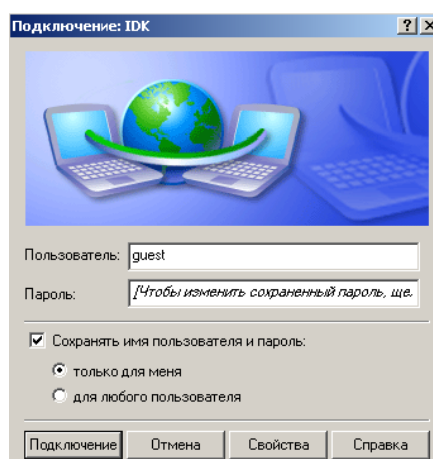 Подключение: IDK
Пользователь: guest
Пароль: [Чтобы изменить сохраненный пароль, ще.
Сохранять имя пользователя и пароль:
только для меня
для любого пользователя
Подключение Отмена Свойства Справка